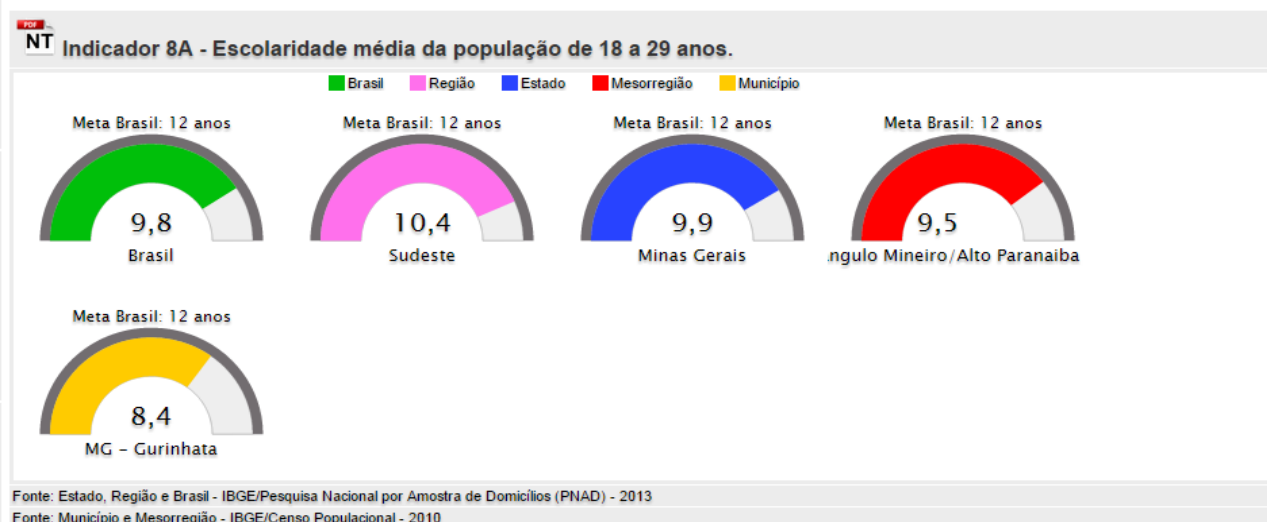 PDF
NT
Indicador 8A - Escolaridade média da população de 18 a 29 anos.
Brasil Região Estado Mesorregião Município
Meta Brasil: 12 anos Meta Brasil: 12 anos Meta Brasil: 12 anos Meta Brasil: 12 anos
9,8 10,4 9,9 9,5
Brasil Sudeste Minas Gerais ngulo Mineiro/Alto Paranaiba
Meta Brasil: 12 anos
8,4
MG - Gurinhata
Fonte: Estado, Região e Brasil - IBGE/Pesquisa Nacional por Amostra de Domicílios (PNAD) - 2013
Fonte: Município e Mesorregião - IBGE/Censo Populacional - 2010